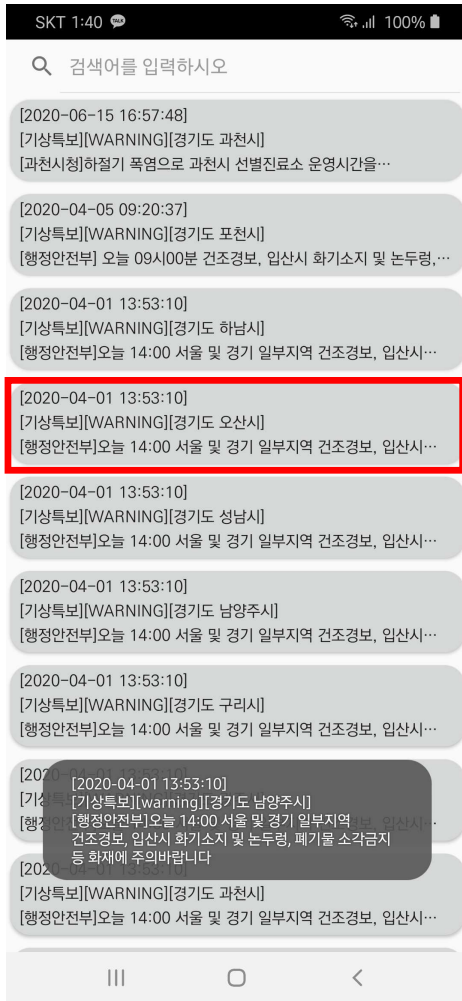 SKT 1:40 TALK 100%
검색어를 입력하시오
[2020-06-15 16:57:48]
[기상특보][WARNING][경기도 과천시]
[과천시청]하절기 폭염으로 과천시 선별진료소 운영시간을…
[2020-04-05 09:20:37]
[기상특보][WARNING][경기도 포천시]
[행정안전부] 오늘 09시00분 건조경보, 입산시 화기소지 및 논두렁,…
[2020-04-01 13:53:10]
[기상특보][WARNING][경기도 하남시]
[행정안전부]오늘 14:00 서울 및 경기 일부지역 건조경보, 입산시…
[2020-04-01 13:53:10]
[기상특보][WARNING][경기도 오산시]
[행정안전부]오늘 14:00 서울 및 경기 일부지역 건조경보, 입산시…
[2020-04-01 13:53:10]
[기상특보][WARNING][경기도 성남시]
[행정안전부]오늘 14:00 서울 및 경기 일부지역 건조경보, 입산시…
[2020-04-01 13:53:10]
[기상특보][WARNING][경기도 남양주시]
[행정안전부]오늘 14:00 서울 및 경기 일부지역 건조경보, 입산시…
[2020-04-01 13:53:10]
[기상특보][WARNING][경기도 구리시]
[행정안전부]오늘 14:00 서울 및 경기 일부지역 건조경보, 입산시…
[2020-04-01 13:53:10]
[기상특보][warning][경기도 남양주시]
[행정안전부]오늘 14:00 서울 및 경기 일부지역
건조경보, 입산시 화기소지 및 논두렁, 폐기물 소각금지
등 화재에 주의바랍니다
[기상특보][WARNING][경기도 과천시]
[행정안전부]오늘 14:00 서울 및 경기 일부지역 건조경보, 입산시…